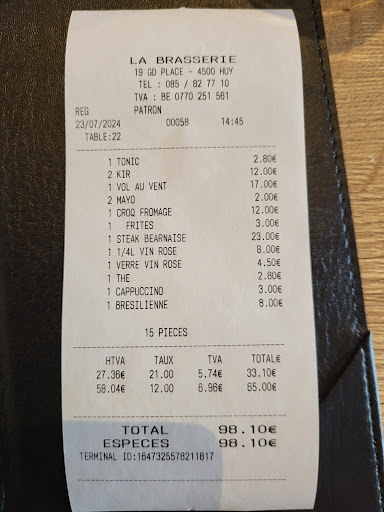 LA BRASSERIE
19 GD PLACE - 4500 HUY
TEL : 085 / 82 77 10
TVA : BE 0770 251 561
REG PATRON
23/07/2024 00058 14:45
TABLE:22
1 TONIC 2.80€
2 KIR 12.00€
1 VOL AU VENT 17.00€
2 MAYO 2.00€
1 CROQ FROMAGE 12.00€
1 FRITES 3.00€
1 STEAK BEARNAISE 23.00€
1 1/4L VIN ROSE 8.00€
1 VERRE VIN ROSE 4.50€
1 THE 2.80€
1 CAPPUCCINO 3.00€
1 BRESILIENNE 8.00€
15 PIECES
HTVA TAUX TVA TOTAL€
27.36€ 21.00 5.74€ 33.10€
58.04€ 12.00 6.96€ 65.00€
TOTAL 98.10€
ESPECES 98.10€
TERMINAL ID:1647325578211817